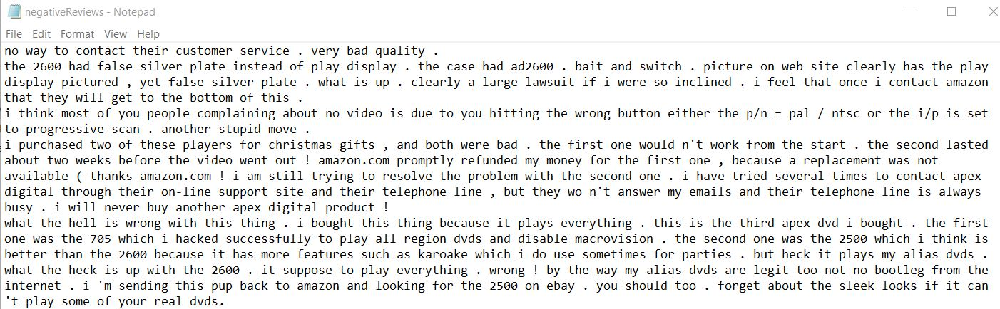 negativeReviews - Notepad
File Edit Format View Help
no way to contact their customer service . very bad quality .
the 2600 had false silver plate instead of play display . the case had ad2600 . bait and switch . picture on web site clearly has the play
display pictured , yet false silver plate . what is up . clearly a large lawsuit if i were so inclined . i feel that once i contact amazon
that they will get to the bottom of this .
i think most of you people complaining about no video is due to you hitting the wrong button either the p/n = pal / ntsc or the i/p is set
to progressive scan . another stupid move .
i purchased two of these players for christmas gifts , and both were bad . the first one would n't work from the start . the second lasted
about two weeks before the video went out ! amazon.com promptly refunded my money for the first one , because a replacement was not
available ( thanks amazon.com ! i am still trying to resolve the problem with the second one . i have tried several times to contact apex
digital through their on-line support site and their telephone line , but they wo n't answer my emails and their telephone line is always
busy . i will never buy another apex digital product !
what the hell is wrong with this thing . i bought this thing because it plays everything . this is the third apex dvd i bought . the first
one was the 705 which i hacked successfully to play all region dvds and disable macrovision . the second one was the 2500 which i think is
better than the 2600 because it has more features such as karoake which i do use sometimes for parties . but heck it plays my alias dvds .
what the heck is up with the 2600 . it suppose to play everything . wrong ! by the way my alias dvds are legit too not no bootleg from the
internet . i 'm sending this pup back to amazon and looking for the 2500 on ebay . you should too . forget about the sleek looks if it can
't play some of your real dvds.